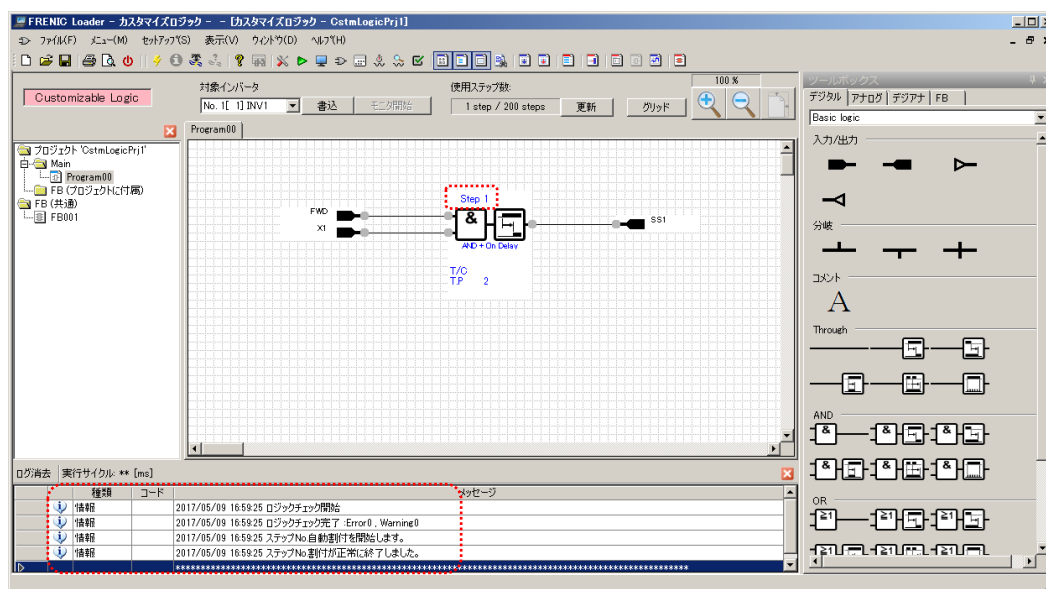 FRENIC Loader - カスタマイズロジック - - [カスタマイズロジック - CstmLogicPrj1]
ファイル(F) メニュー(M) セットアップ(S) 表示(V) ウィンドウ(D) ヘルプ(H)
Customizable Logic
対象インバータ
No. 1[ 1] INV1
書込
モニタ開始
使用ステップ数:
1 step / 200 steps
更新
グリッド
100 %
プロジェクト 'CstmLogicPrj1'
Main
Program00
FB (プロジェクトに付属)
FB (共通)
FB001
Program00
Step 1
FWD
X1
&
SS1
AND + On Delay
T/C
T.P 2
ツールボックス
デジタル アナログ デジアナ FB
Basic logic
入力/出力
分岐
コメント
A
Through
AND
& & &
& & &
OR
≧1 ≧1 ≧1
≧1 ≧1 ≧1
ログ消去 実行サイクル: ** [ms]
種類 コード メッセージ
情報 2017/05/09 16:59:25 ロジックチェック開始
情報 2017/05/09 16:59:25 ロジックチェック完了 :Error0 , Warning0
情報 2017/05/09 16:59:25 ステップNo.自動割付を開始します。
情報 2017/05/09 16:59:25 ステップNo.割付が正常に終了しました。